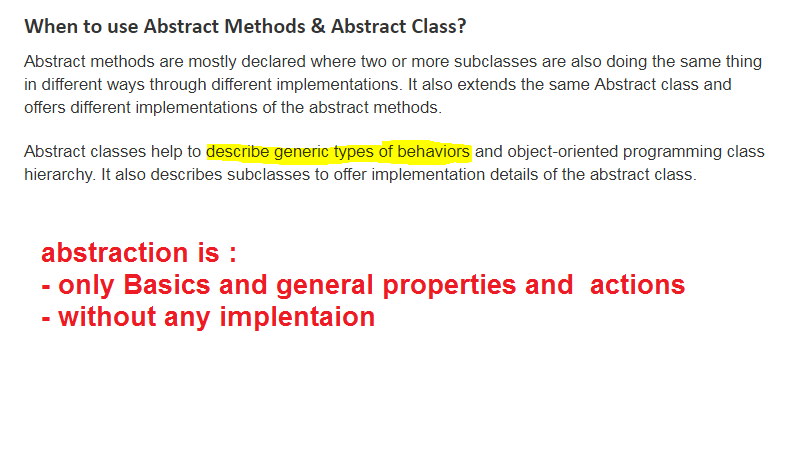 When to use Abstract Methods & Abstract Class?
Abstract methods are mostly declared where two or more subclasses are also doing the same thing
in different ways through different implementations. It also extends the same Abstract class and
offers different implementations of the abstract methods.
Abstract classes help to describe generic types of behaviors and object-oriented programming class
hierarchy. It also describes subclasses to offer implementation details of the abstract class.
abstraction is :
- only Basics and general properties and  actions
- without any implentaion